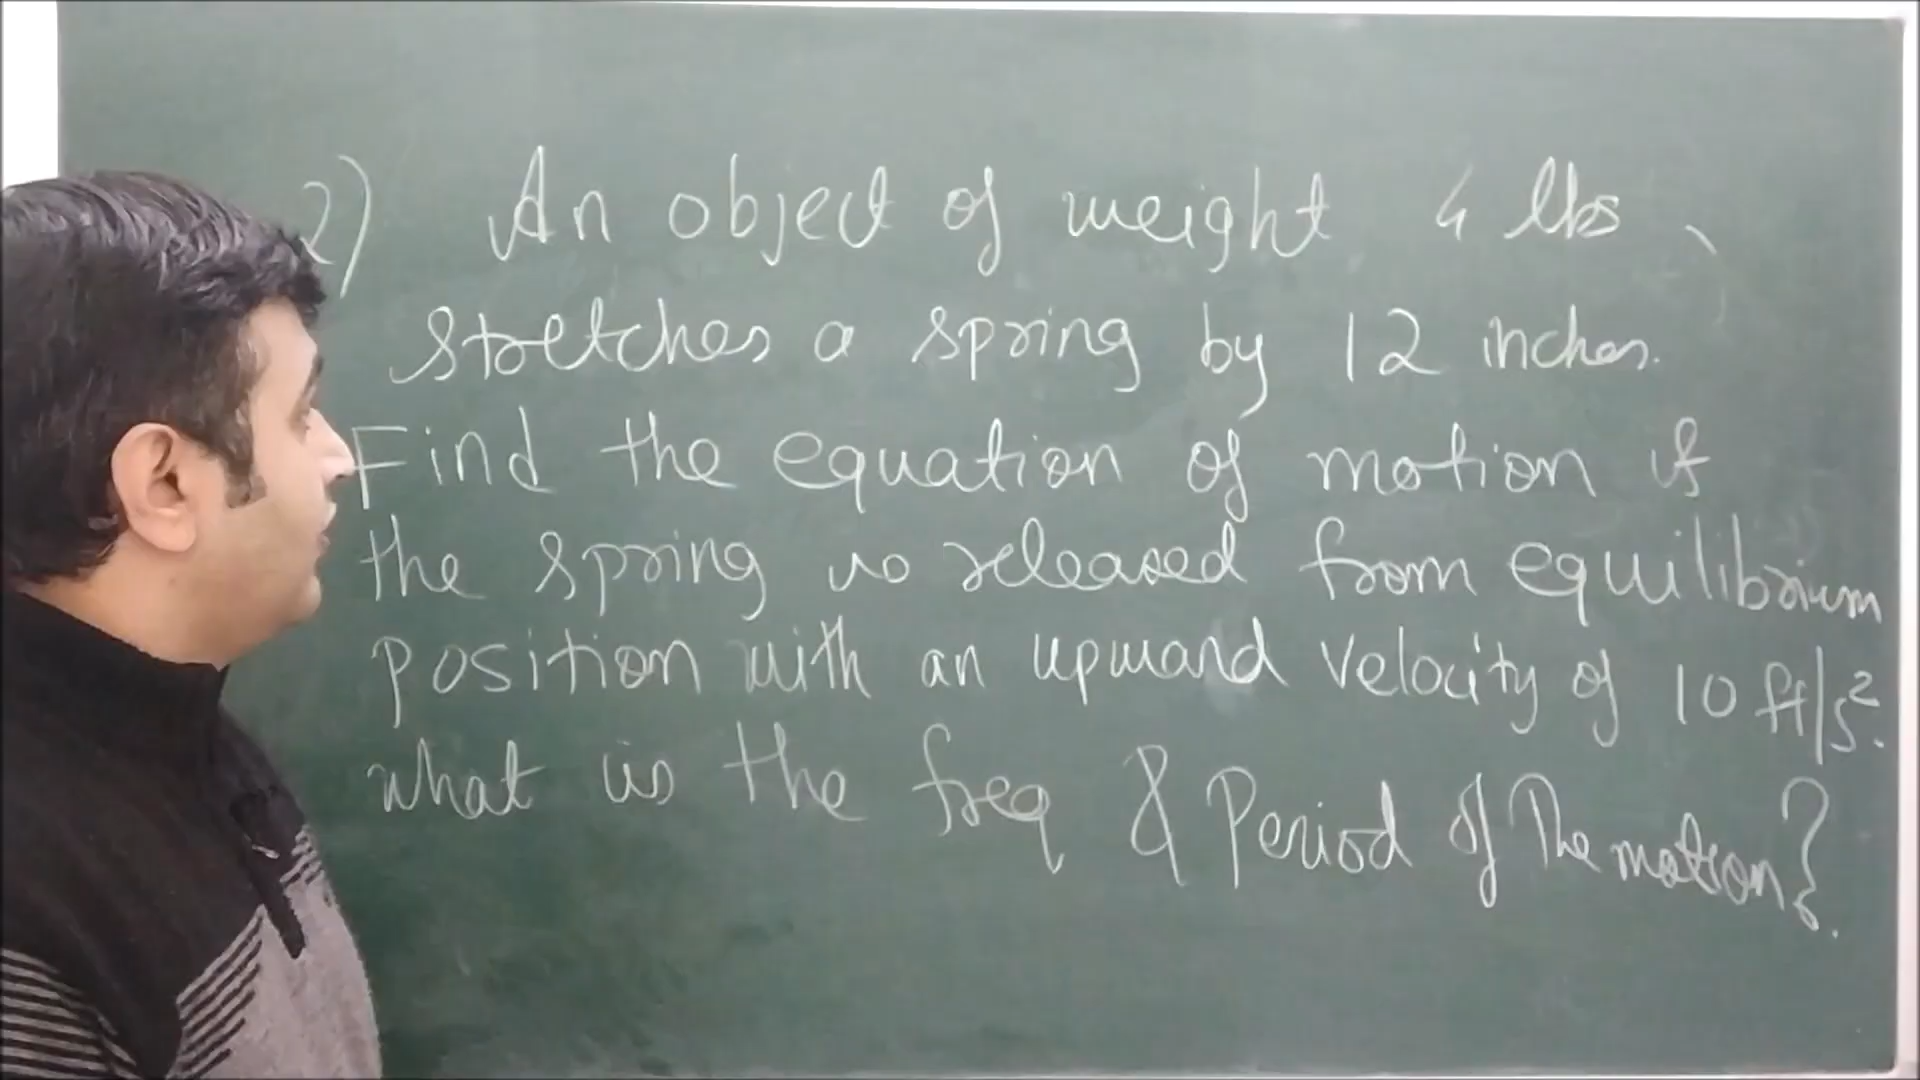 2) An object of weight 4 lbs
stretches a spring by 12 inches.
Find the equation of motion if
the spring is released from equilibrium
position with an upward velocity of 10 ft/s².
what is the freq & Period of The motion?